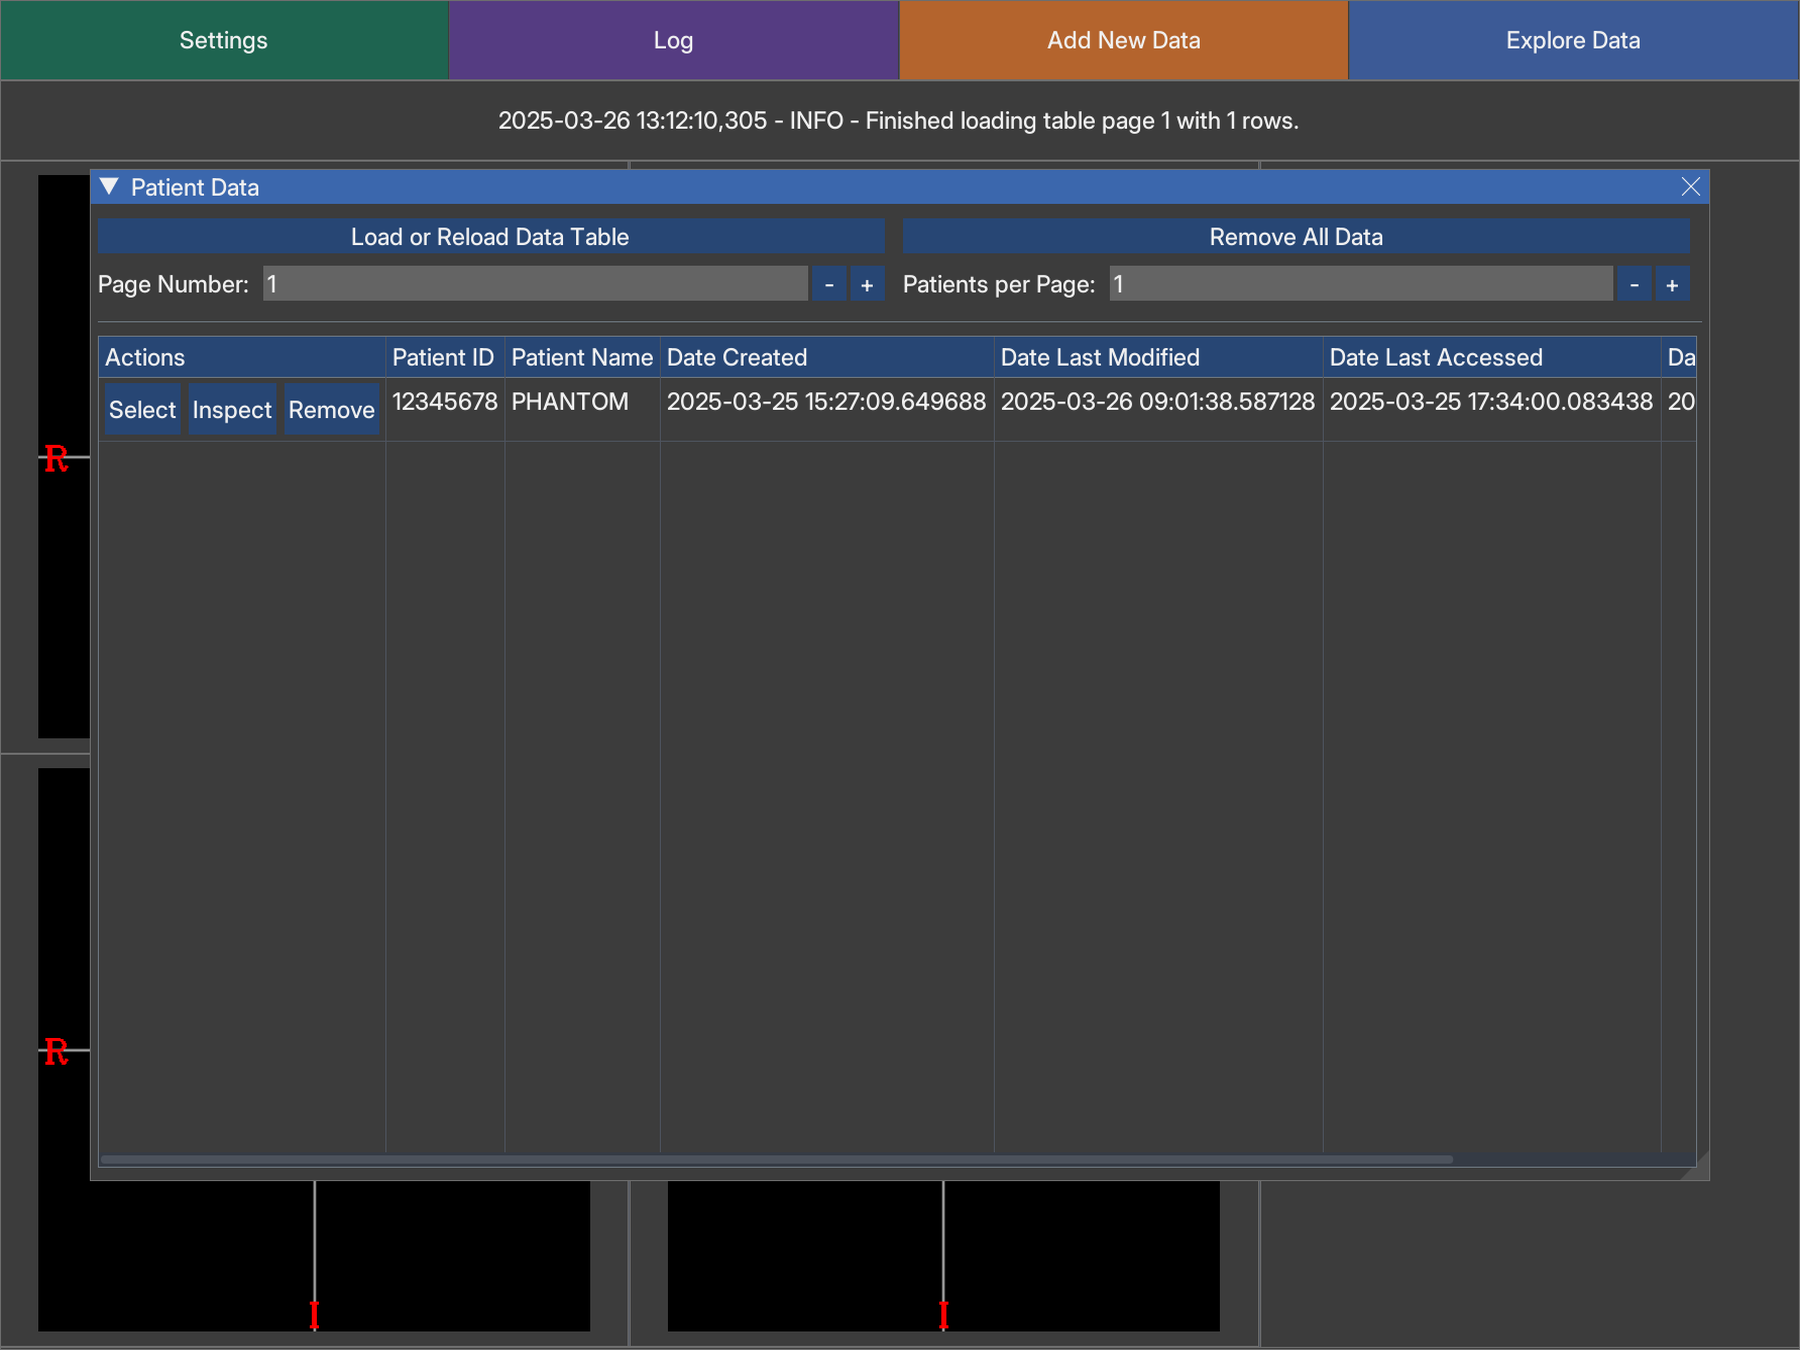 Settings Log Add New Data Explore Data
2025-03-26 13:12:10,305 - INFO - Finished loading table page 1 with 1 rows.
Patient Data
Load or Reload Data Table Remove All Data
Page Number: 1 - + Patients per Page: 1 - +
Actions Patient ID Patient Name Date Created Date Last Modified Date Last Accessed Da
Select Inspect Remove 12345678 PHANTOM 2025-03-25 15:27:09.649688 2025-03-26 09:01:38.587128 2025-03-25 17:34:00.083438 20
R
R
I I